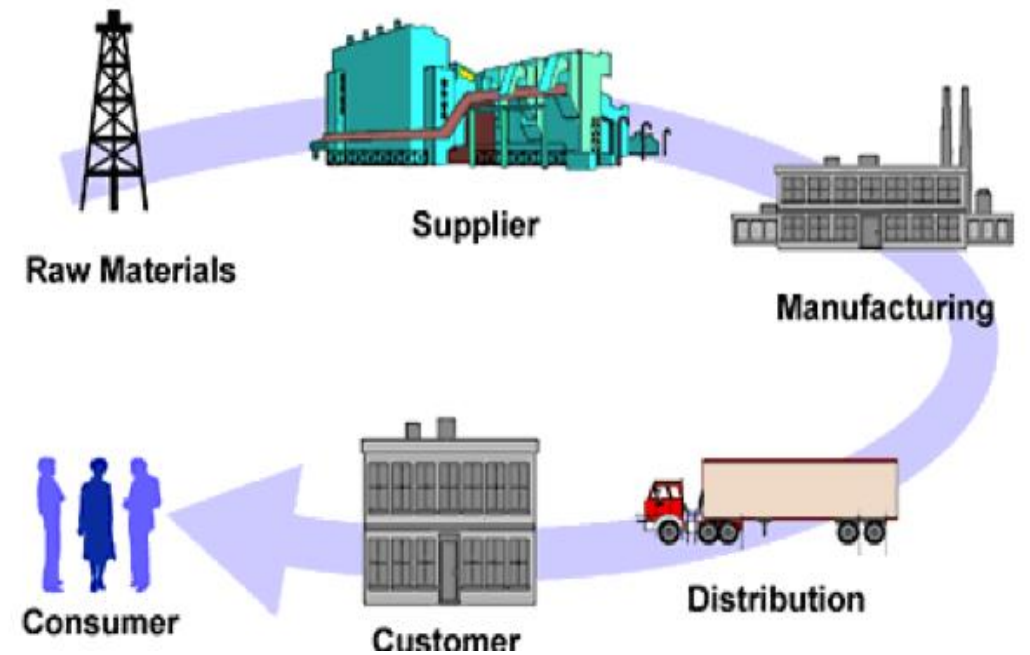 Raw Materials
Supplier
Manufacturing
Distribution
Customer
Consumer